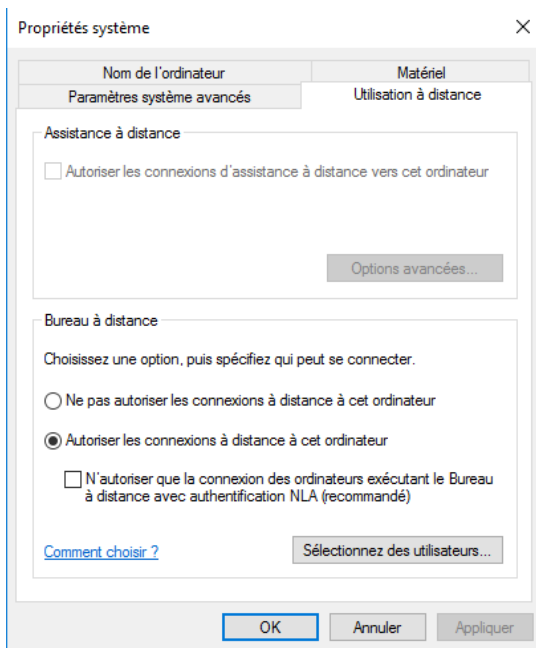 Propriétés système
Nom de l'ordinateur
Matériel
Paramètres système avancés
Utilisation à distance
Assistance à distance
Autoriser les connexions d'assistance à distance vers cet ordinateur
Options avancées...
Bureau à distance
Choisissez une option, puis spécifiez qui peut se connecter.
Ne pas autoriser les connexions à distance à cet ordinateur
Autoriser les connexions à distance à cet ordinateur
N'autoriser que la connexion des ordinateurs exécutant le Bureau
à distance avec authentification NLA (recommandé)
Comment choisir ?
Sélectionnez des utilisateurs...
OK
Annuler
Appliquer